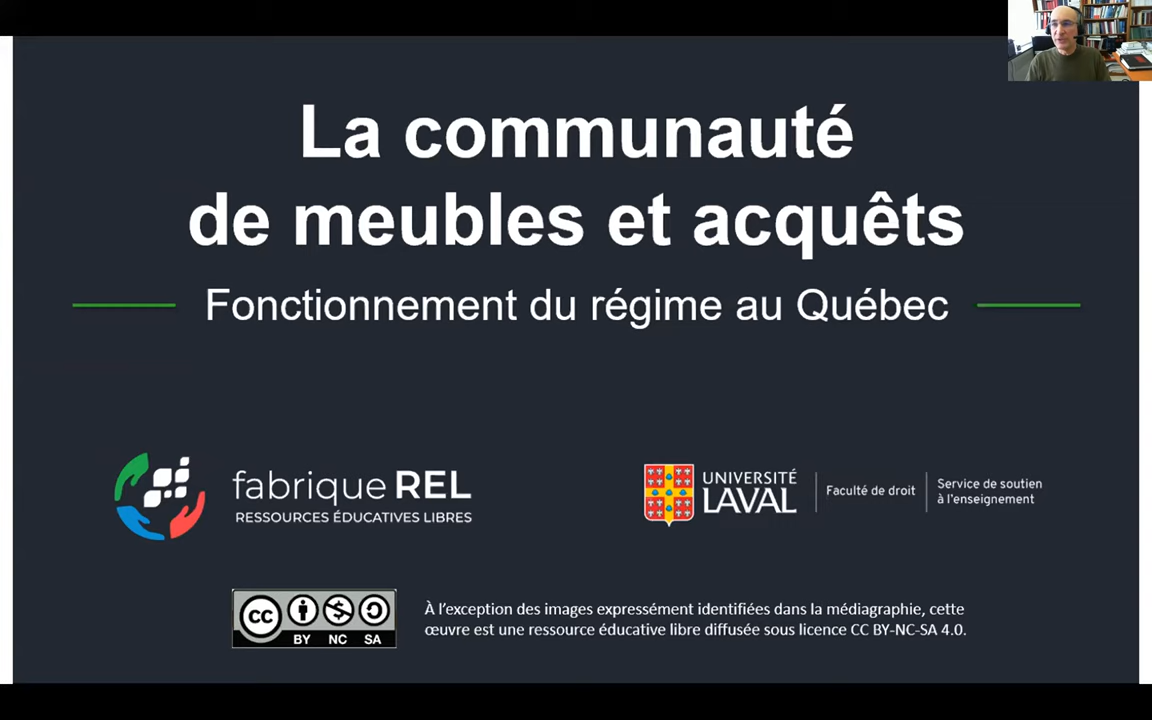 La communauté
de meubles et acquêts
Fonctionnement du régime au Québec
fabrique REL
RESSOURCES ÉDUCATIVES LIBRES
UNIVERSITÉ
LAVAL
Faculté de droit
Service de soutien
à l'enseignement
CC
BY NC SA
À l'exception des images expressément identifiées dans la médiagraphie, cette
œuvre est une ressource éducative libre diffusée sous licence CC BY-NC-SA 4.0.